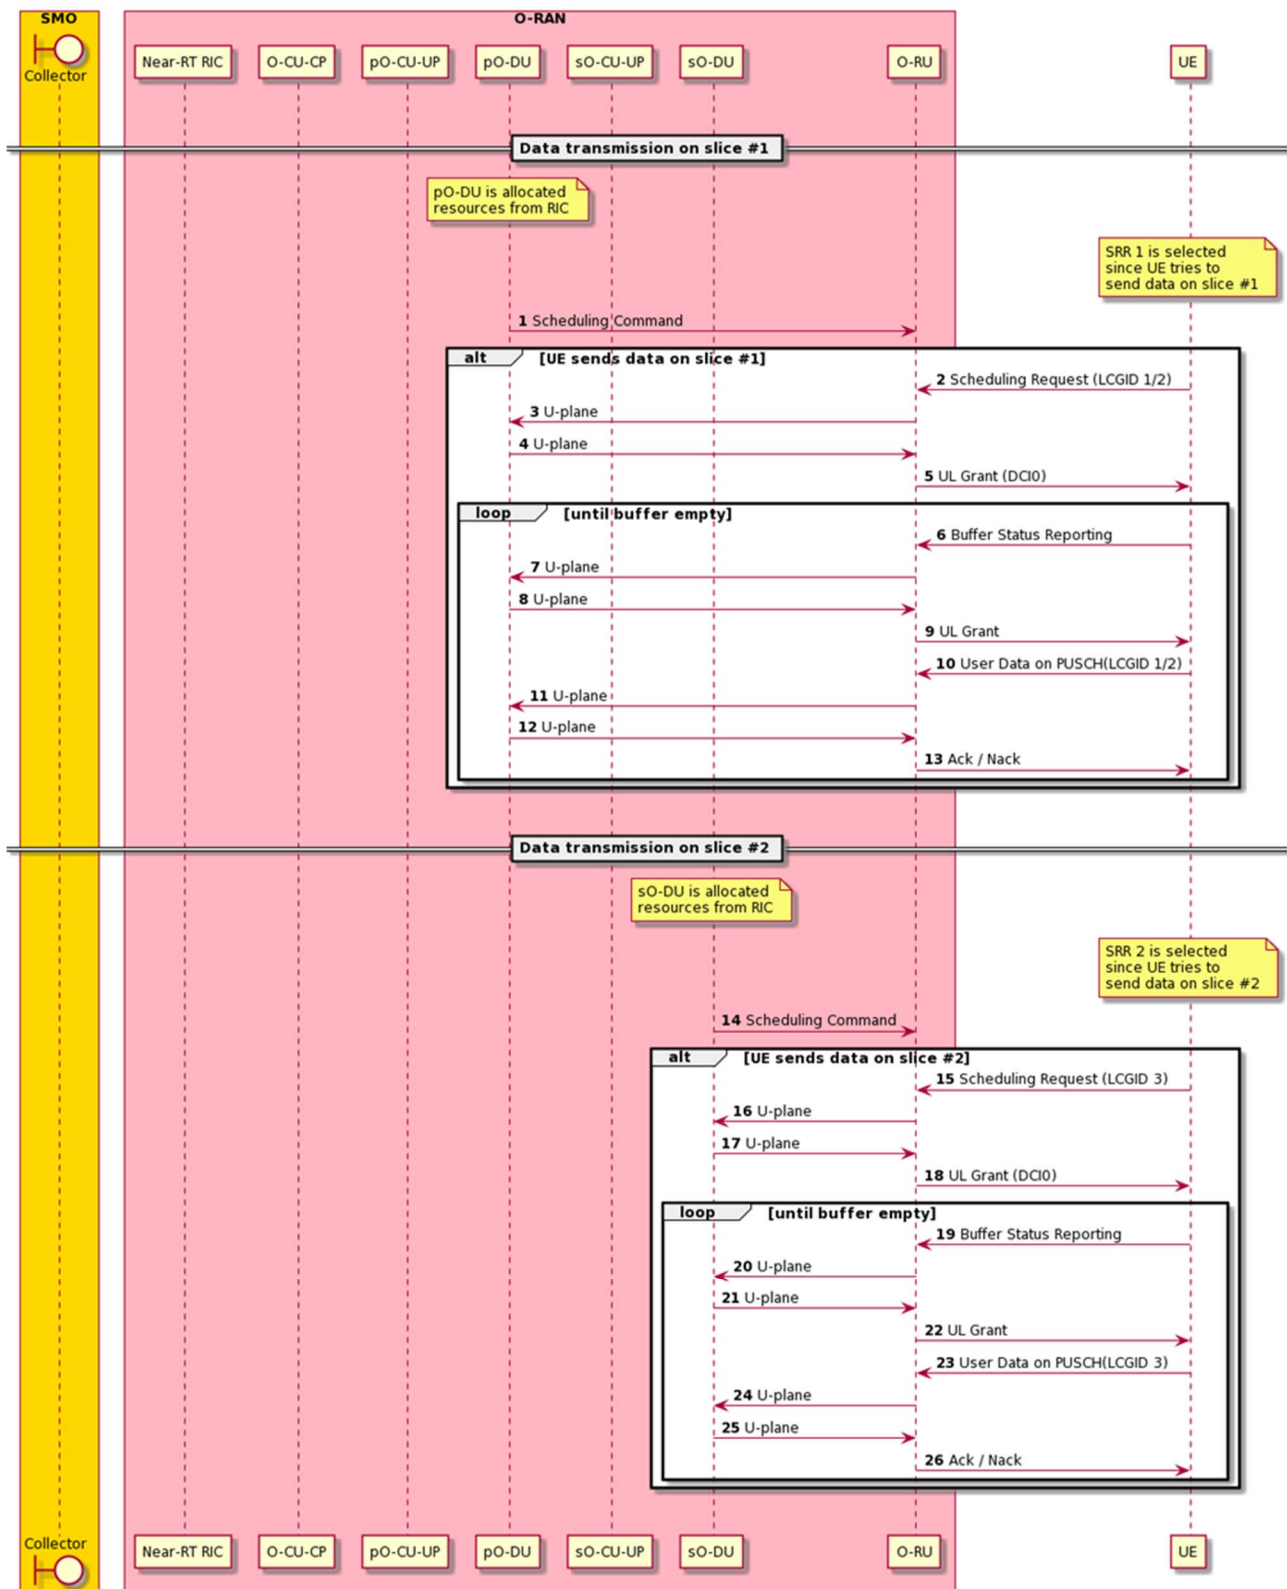 SMO
O-RAN
Collector
Near-RT RIC
O-CU-CP
pO-CU-UP
pO-DU
sO-CU-UP
sO-DU
O-RU
UE
Data transmission on slice #1
pO-DU is allocated
resources from RIC
SRR 1 is selected
since UE tries to
send data on slice #1
1 Scheduling Command
alt
[UE sends data on slice #1]
2 Scheduling Request (LCGID 1/2)
3 U-plane
4 U-plane
5 UL Grant (DCI0)
loop
[until buffer empty]
6 Buffer Status Reporting
7 U-plane
8 U-plane
9 UL Grant
10 User Data on PUSCH(LCGID 1/2)
11 U-plane
12 U-plane
13 Ack / Nack
Data transmission on slice #2
sO-DU is allocated
resources from RIC
SRR 2 is selected
since UE tries to
send data on slice #2
14 Scheduling Command
alt
[UE sends data on slice #2]
15 Scheduling Request (LCGID 3)
16 U-plane
17 U-plane
18 UL Grant (DCI0)
loop
[until buffer empty]
19 Buffer Status Reporting
20 U-plane
21 U-plane
22 UL Grant
23 User Data on PUSCH(LCGID 3)
24 U-plane
25 U-plane
26 Ack / Nack
Collector
Near-RT RIC
O-CU-CP
pO-CU-UP
pO-DU
sO-CU-UP
sO-DU
O-RU
UE